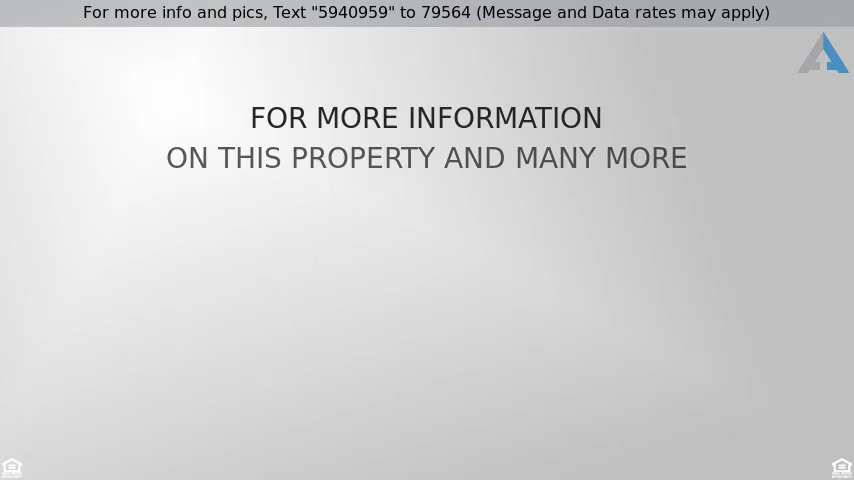 For more info and pics, Text "5940959" to 79564 (Message and Data rates may apply)
FOR MORE INFORMATION
ON THIS PROPERTY AND MANY MORE